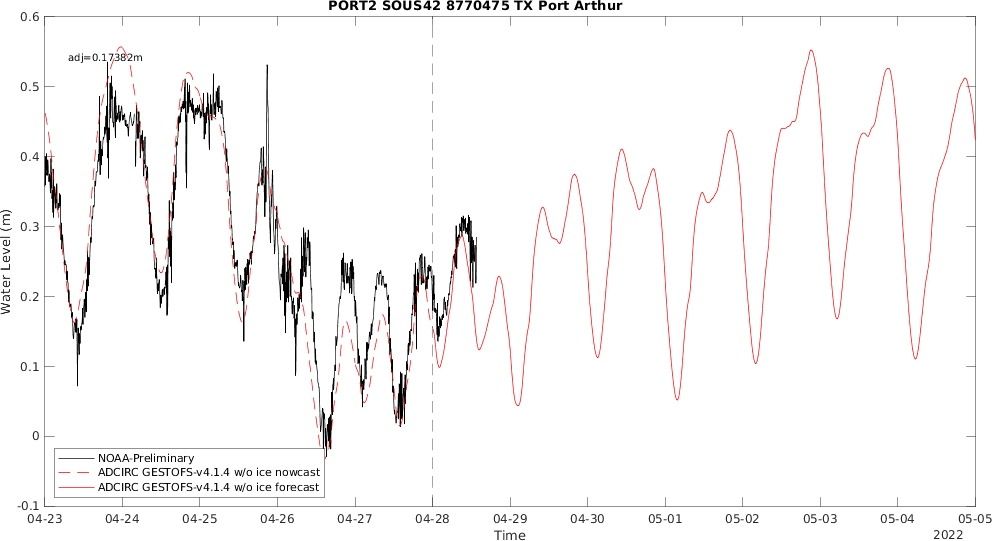 PORT2 SOUS42 8770475 TX Port Arthur
adj=0.17382m
0.6
0.5
0.4
0.3
0.2
0.1
0
-0.1
Water Level (m)
NOAA-Preliminary
ADCIRC GESTOFS-v4.1.4 w/o ice nowcast
ADCIRC GESTOFS-v4.1.4 w/o ice forecast
04-23 04-24 04-25 04-26 04-27 04-28 04-29 04-30 05-01 05-02 05-03 05-04 05-05
Time
2022